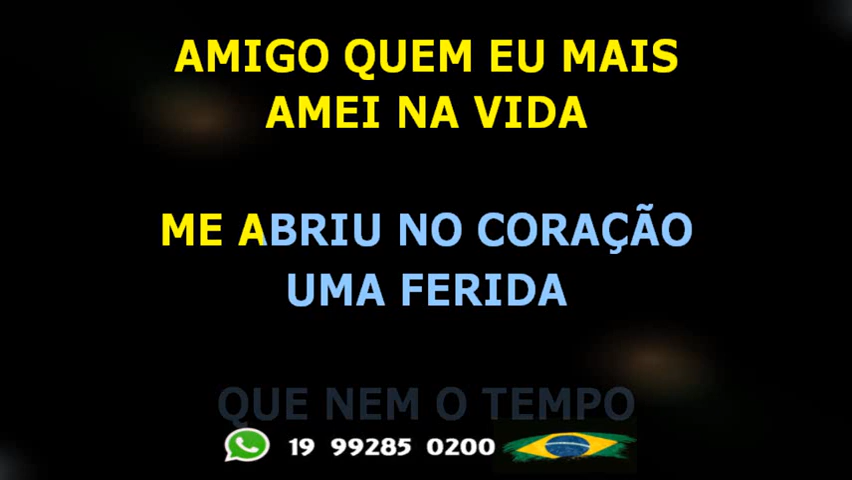 AMIGO QUEM EU MAIS
AMEI NA VIDA
ME ABRIU NO CORAÇÃO
UMA FERIDA
QUE NEM O TEMPO
19 99285 0200